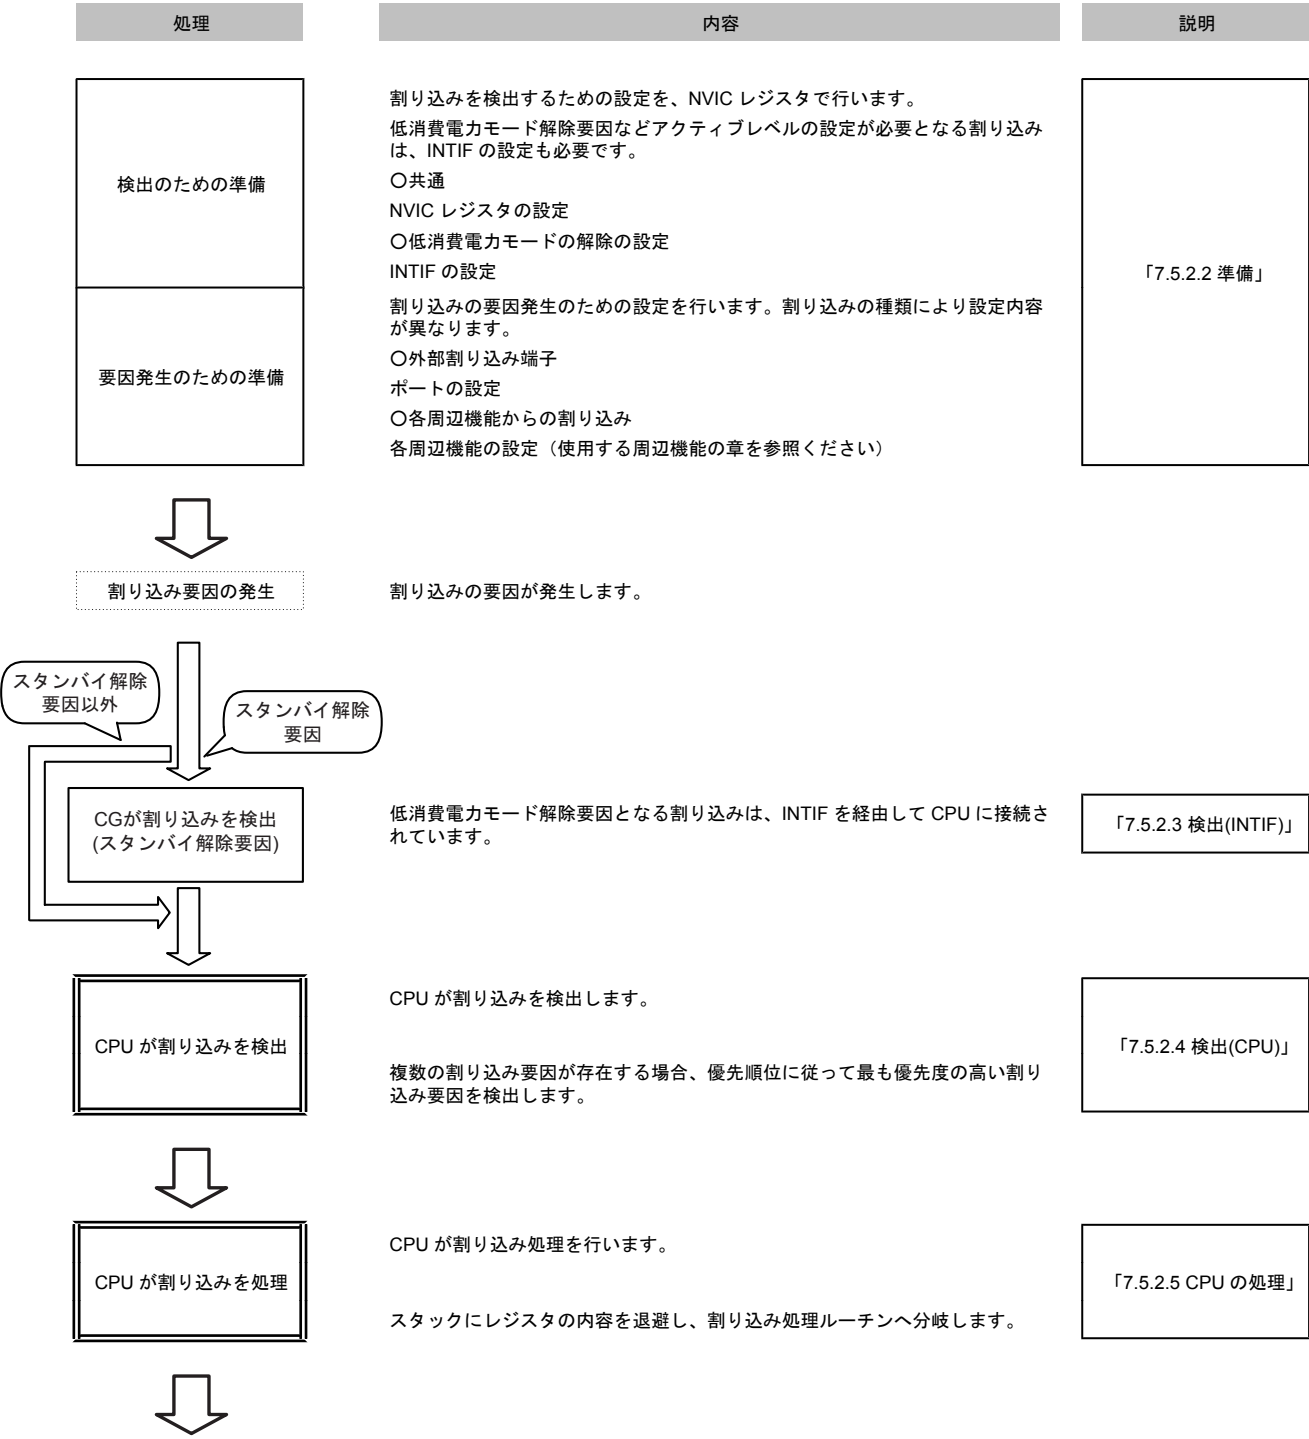 処理
内容
説明
検出のための準備
割り込みを検出するための設定を、NVIC レジスタで行います。
低消費電力モード解除要因などアクティブレベルの設定が必要となる割り込み
は、INTIF の設定も必要です。
〇共通
NVIC レジスタの設定
〇低消費電力モードの解除の設定
INTIF の設定
「7.5.2.2 準備」
要因発生のための準備
割り込みの要因発生のための設定を行います。割り込みの種類により設定内容
が異なります。
〇外部割り込み端子
ポートの設定
〇各周辺機能からの割り込み
各周辺機能の設定（使用する周辺機能の章を参照ください）
割り込み要因の発生
割り込みの要因が発生します。
スタンバイ解除
要因以外
スタンバイ解除
要因
CGが割り込みを検出
(スタンバイ解除要因)
低消費電力モード解除要因となる割り込みは、INTIF を経由して CPU に接続さ
れています。
「7.5.2.3 検出(INTIF)」
CPU が割り込みを検出
CPU が割り込みを検出します。
複数の割り込み要因が存在する場合、優先順位に従って最も優先度の高い割り
込み要因を検出します。
「7.5.2.4 検出(CPU)」
CPU が割り込みを処理
CPU が割り込み処理を行います。
スタックにレジスタの内容を退避し、割り込み処理ルーチンへ分岐します。
「7.5.2.5 CPU の処理」